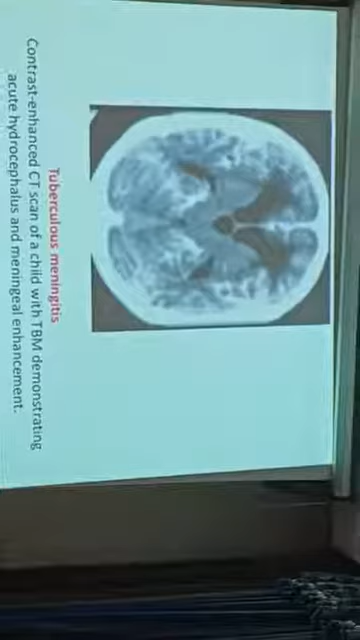 Tuberculous meningitis
Contrast-enhanced CT scan of a child with TBM demonstrating
acute hydrocephalus and meningeal enhancement.